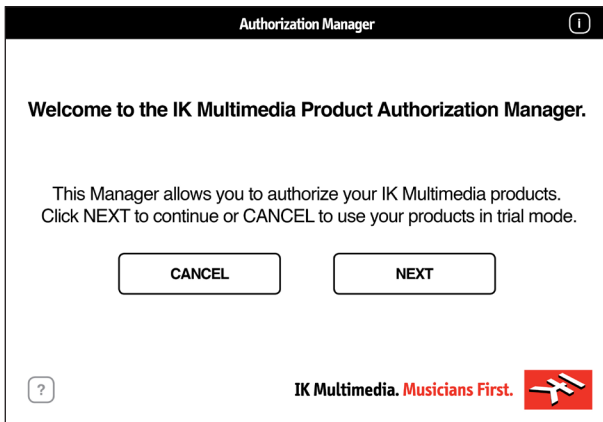 Authorization Manager
i
Welcome to the IK Multimedia Product Authorization Manager.
This Manager allows you to authorize your IK Multimedia products.
Click NEXT to continue or CANCEL to use your products in trial mode.
CANCEL
NEXT
?
IK Multimedia. Musicians First.